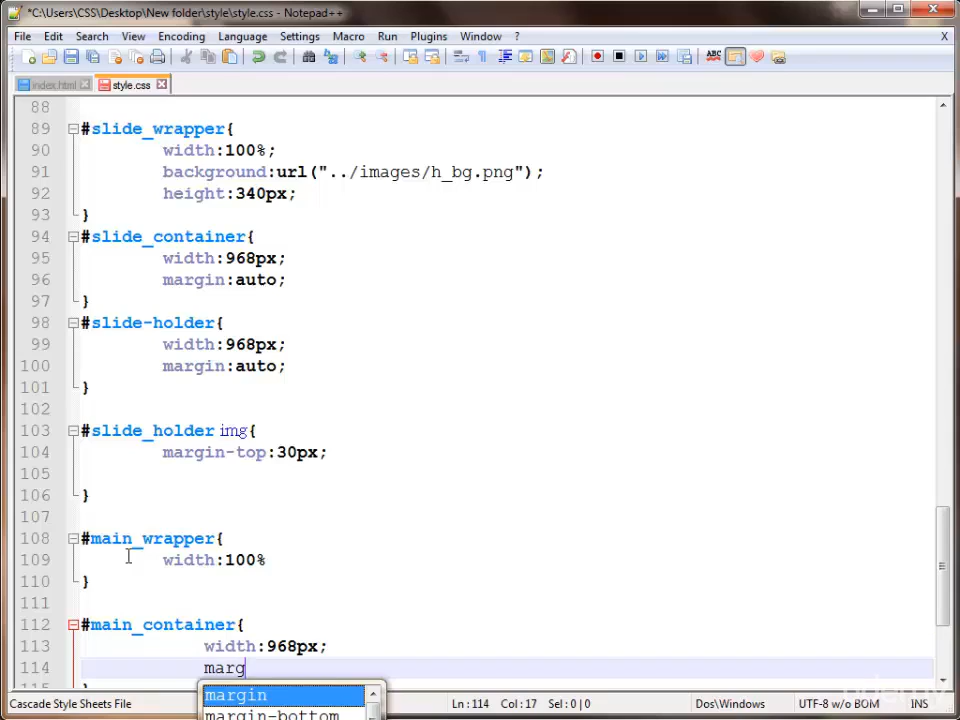 *C:\Users\CSS\Desktop\New folder\style\style.css - Notepad++
File Edit Search View Encoding Language Settings Macro Run Plugins Window ? X
index.html style.css
88
89 #slide_wrapper{
90 width:100%;
91 background:url("../images/h_bg.png");
92 height:340px;
93 }
94 #slide_container{
95 width:968px;
96 margin:auto;
97 }
98 #slide-holder{
99 width:968px;
100 margin:auto;
101 }
102
103 #slide_holder img{
104 margin-top:30px;
105
106 }
107
108 #main_wrapper{
109 width:100%
110 }
111
112 #main_container{
113 width:968px;
114 marg
115 }
margin
margin-bottom
Cascade Style Sheets File Ln : 114 Col : 17 Sel : 0 | 0 Dos\Windows UTF-8 w/o BOM INS
udemy